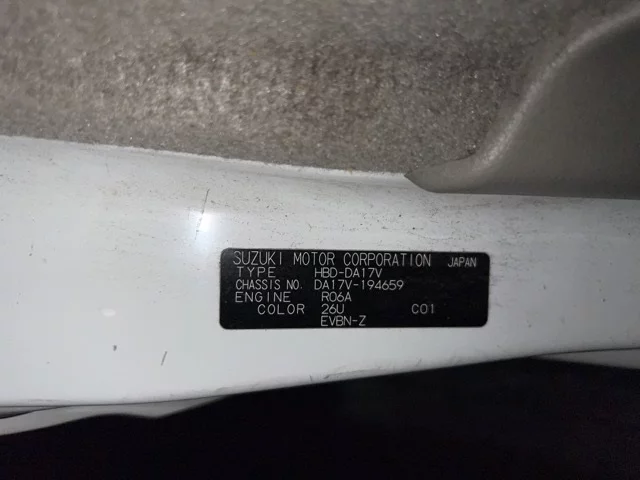 SUZUKI MOTOR CORPORATION JAPAN
TYPE HBD-DA17V
CHASSIS NO. DA17V-194659
ENGINE R06A
COLOR 26U C01
EVBN-Z